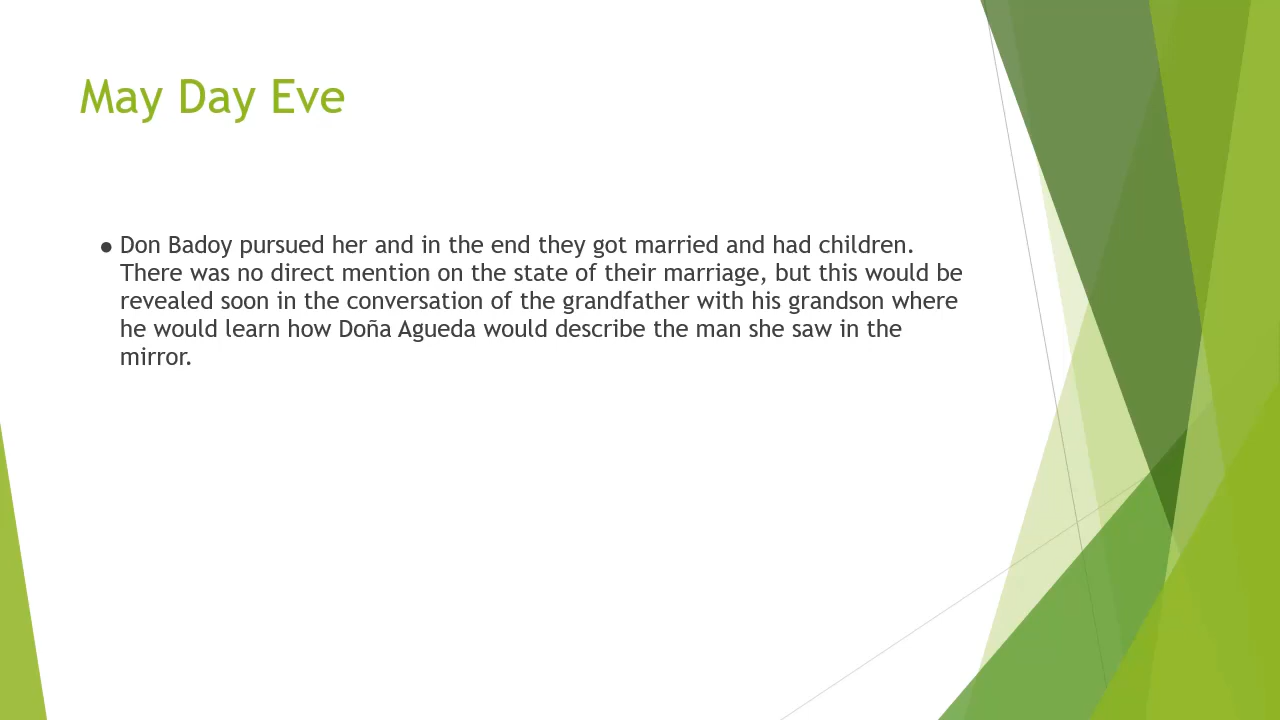 May Day Eve
● Don Badoy pursued her and in the end they got married and had children.
There was no direct mention on the state of their marriage, but this would be
revealed soon in the conversation of the grandfather with his grandson where
he would learn how Doña Agueda would describe the man she saw in the
mirror.